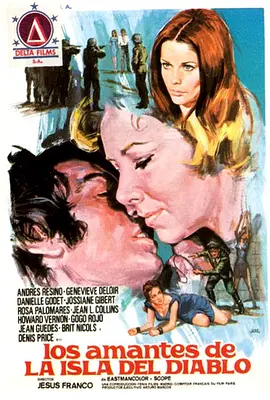 DELTA FILMS
S.A.
ANDRES RESINO · GENEVIEVE DELOIR
DANIELLE GODET · JOSSIANE GIBERT
ROSA PALOMARES · JEAN L. COLLINS
HOWARD VERNON · GOGO ROJO
JEAN GUEDES · BRIT NICOLS
DENIS PRICE
los amantes de
LA ISLA DEL DIABLO
DIRECTOR
JESUS FRANCO
en EASTMANCOLOR - SCOPE